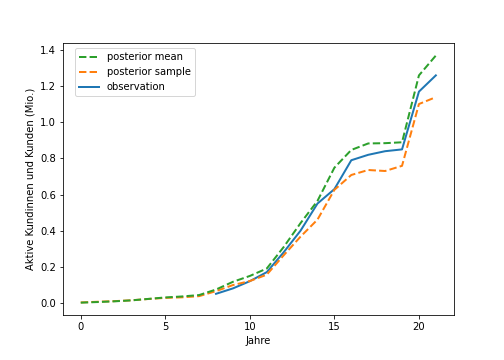 posterior mean
posterior sample
observation
Aktive Kundinnen und Kunden (Mio.)
1.4
1.2
1.0
0.8
0.6
0.4
0.2
0.0
0 5 10 15 20
Jahre